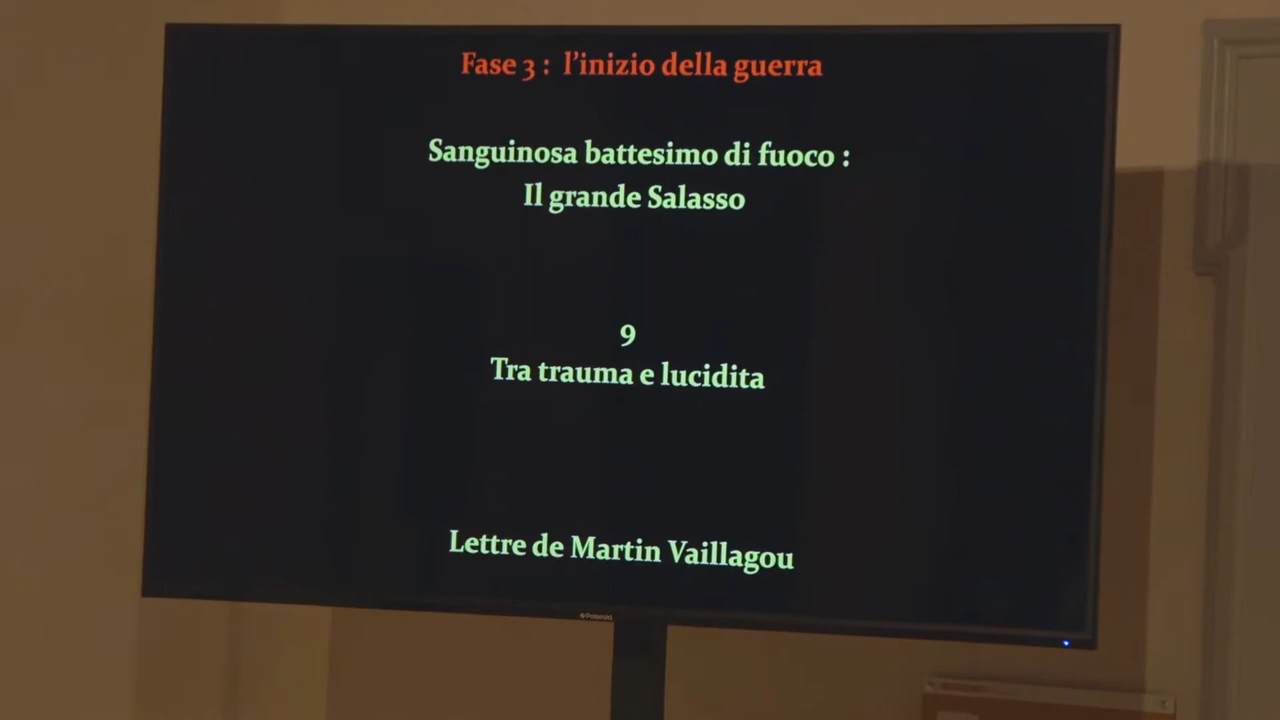 Fase 3 : l’inizio della guerra
Sanguinosa battesimo di fuoco :
Il grande Salasso
9
Tra trauma e lucidita
Lettre de Martin Vaillagou
Polaroid